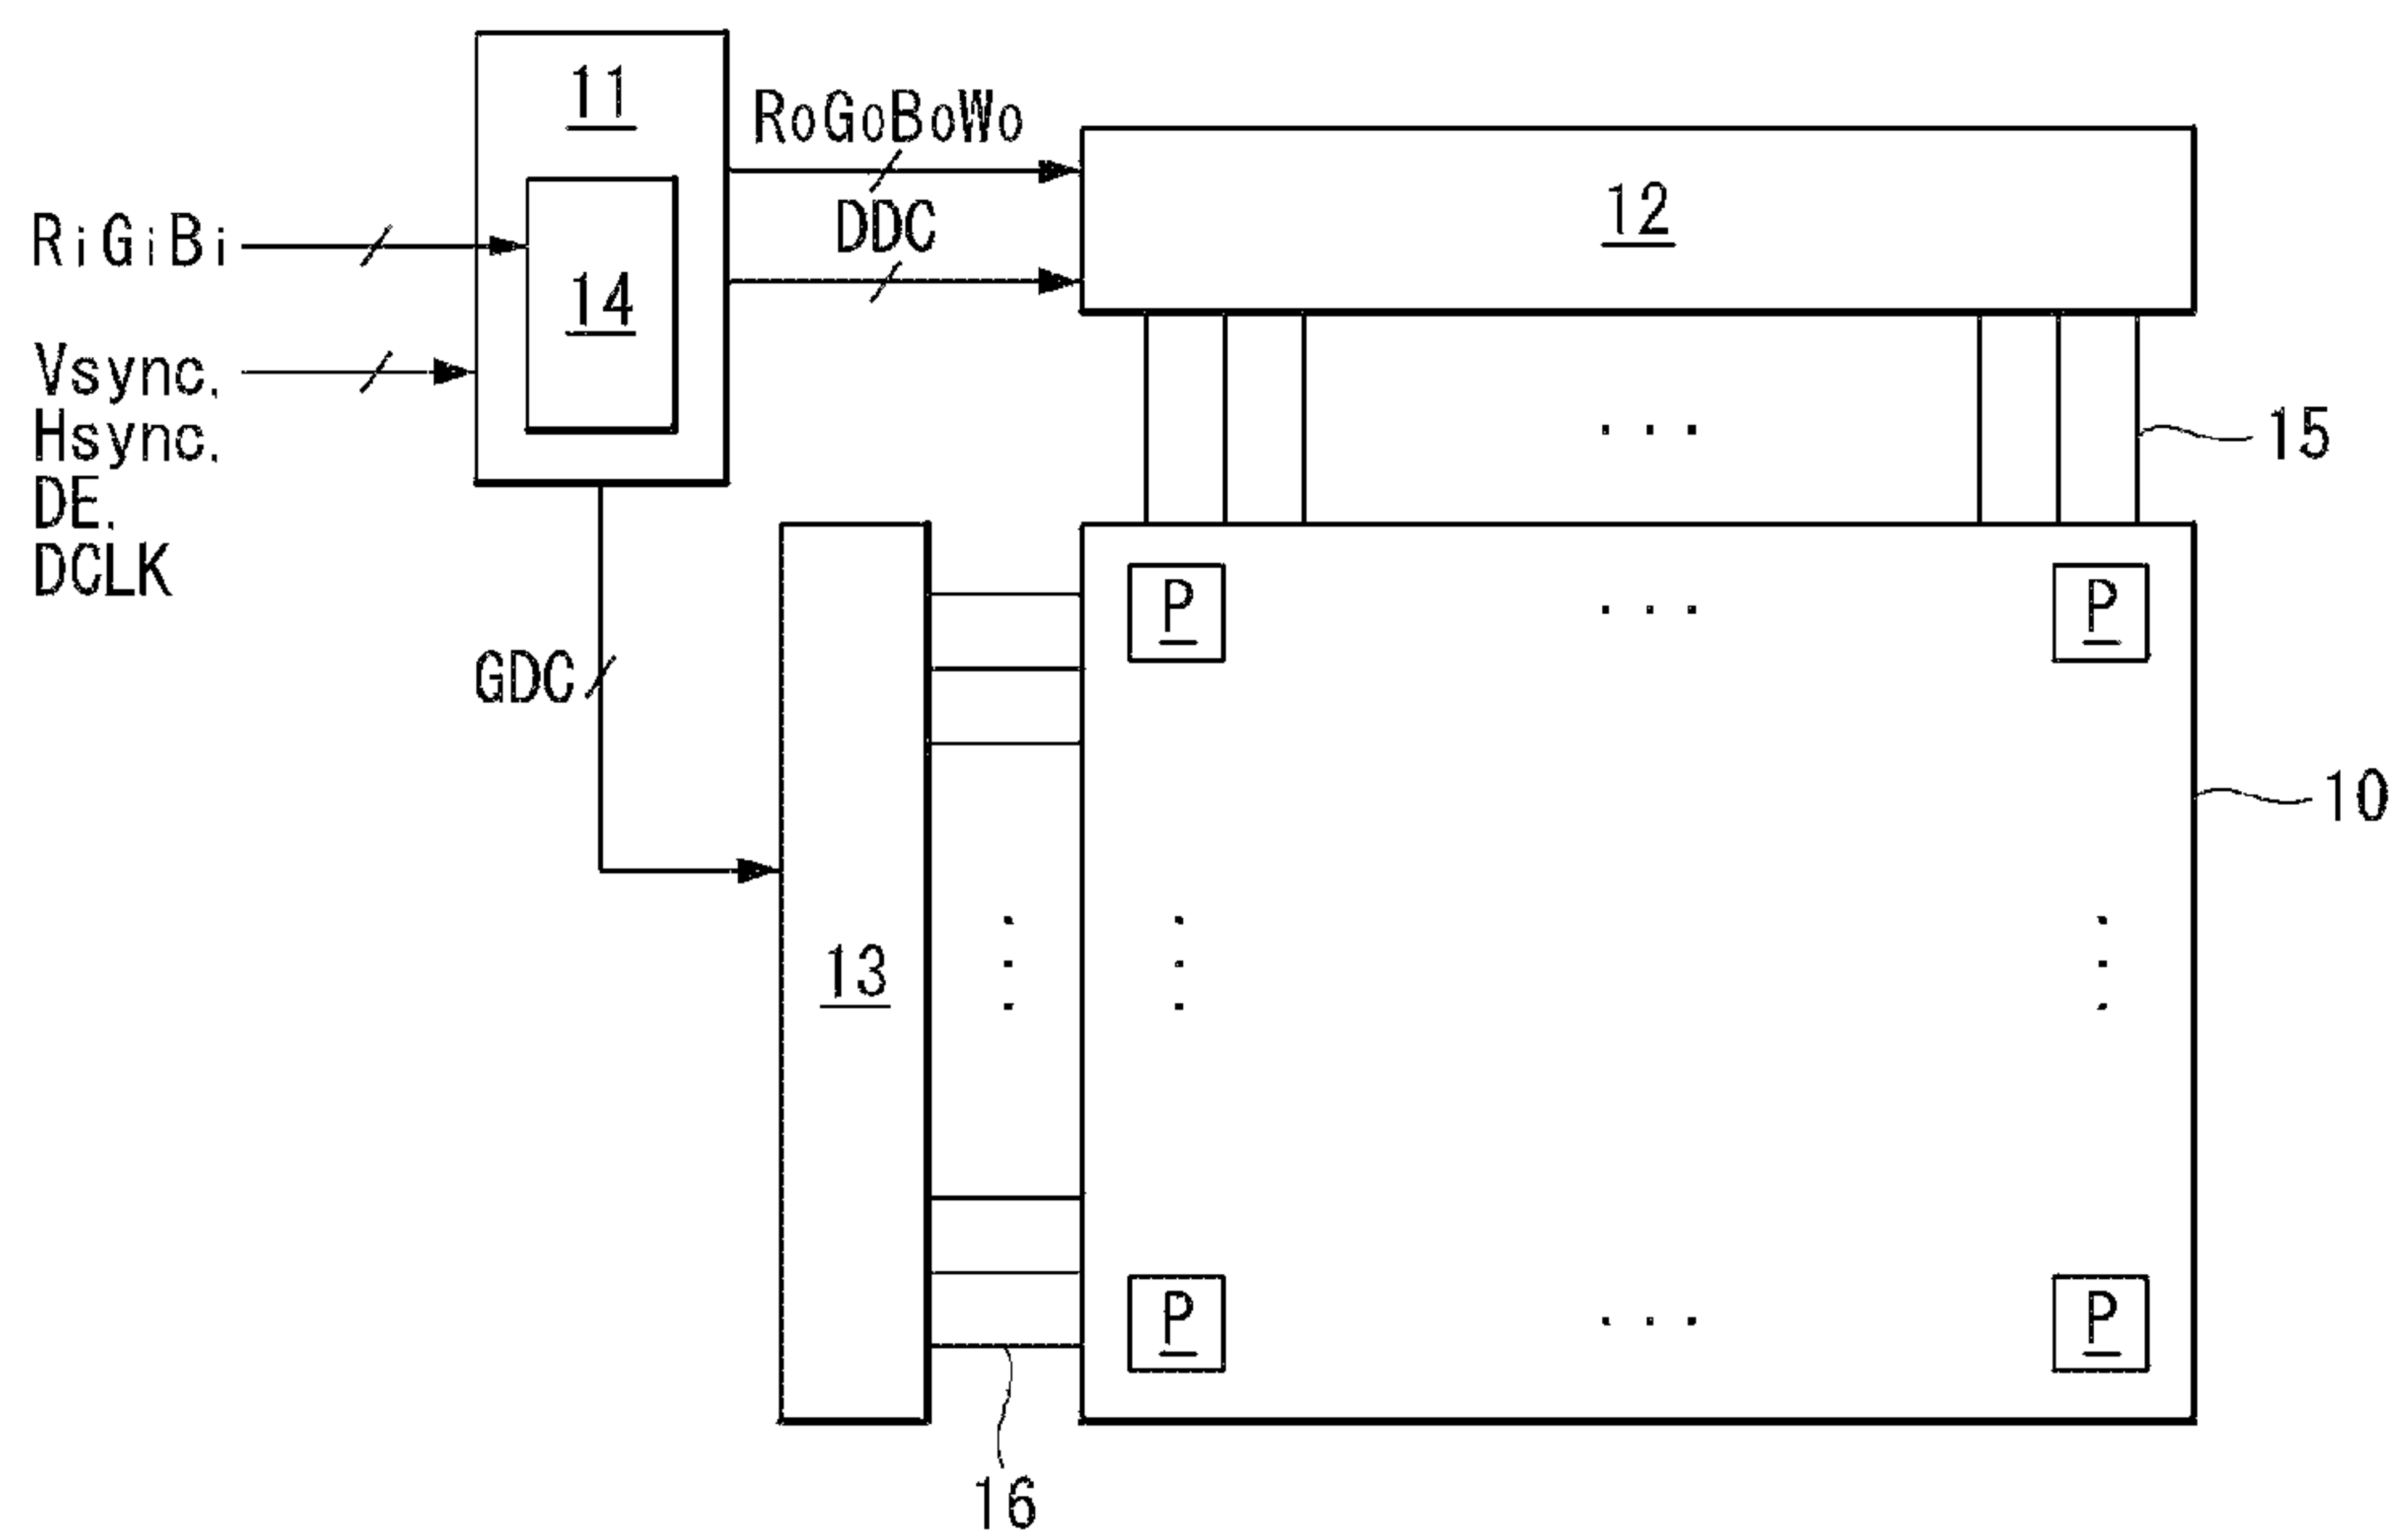 11
RoGoBoWo
12
DDC
RiGiBi
14
Vsync.
Hsync.
DE.
DCLK
15
P
P
GDC
10
13
P
P
16